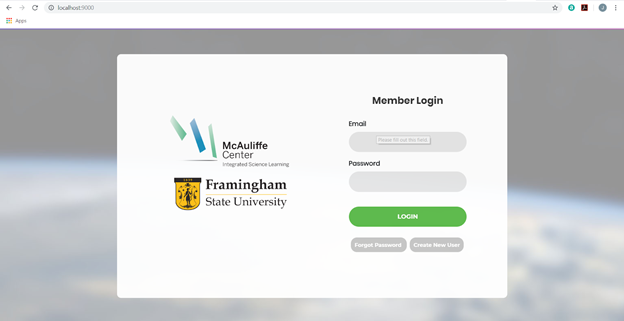 localhost:9000
Apps
McAuliffe
Center
Integrated Science Learning
Framingham
State University
Member Login
Email
Please fill out this field.
Password
LOGIN
Forgot Password
Create New User